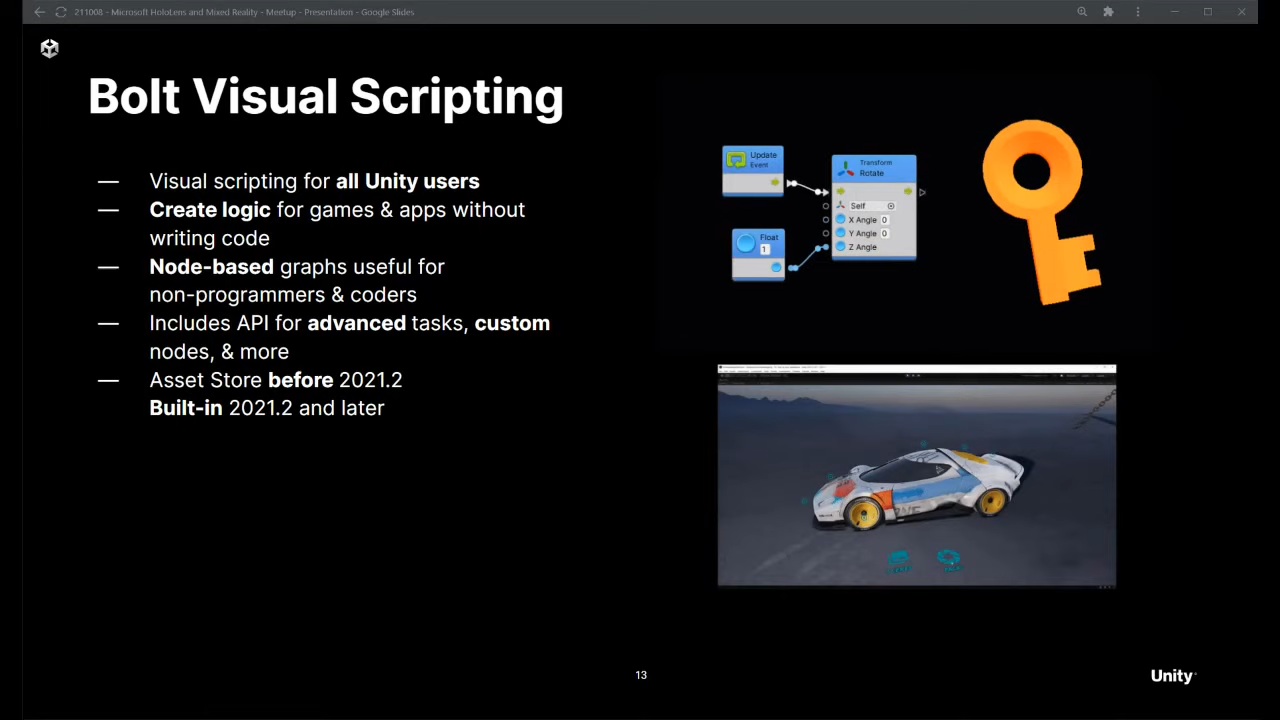 211008 - Microsoft HoloLens and Mixed Reality - Meetup - Presentation - Google Slides
Bolt Visual Scripting
— Visual scripting for all Unity users
— Create logic for games & apps without
writing code
— Node-based graphs useful for
non-programmers & coders
— Includes API for advanced tasks, custom
nodes, & more
— Asset Store before 2021.2
Built-in 2021.2 and later
Update
Event
Float
1
Transform
Rotate
Self
X Angle 0
Y Angle 0
Z Angle
13
Unity